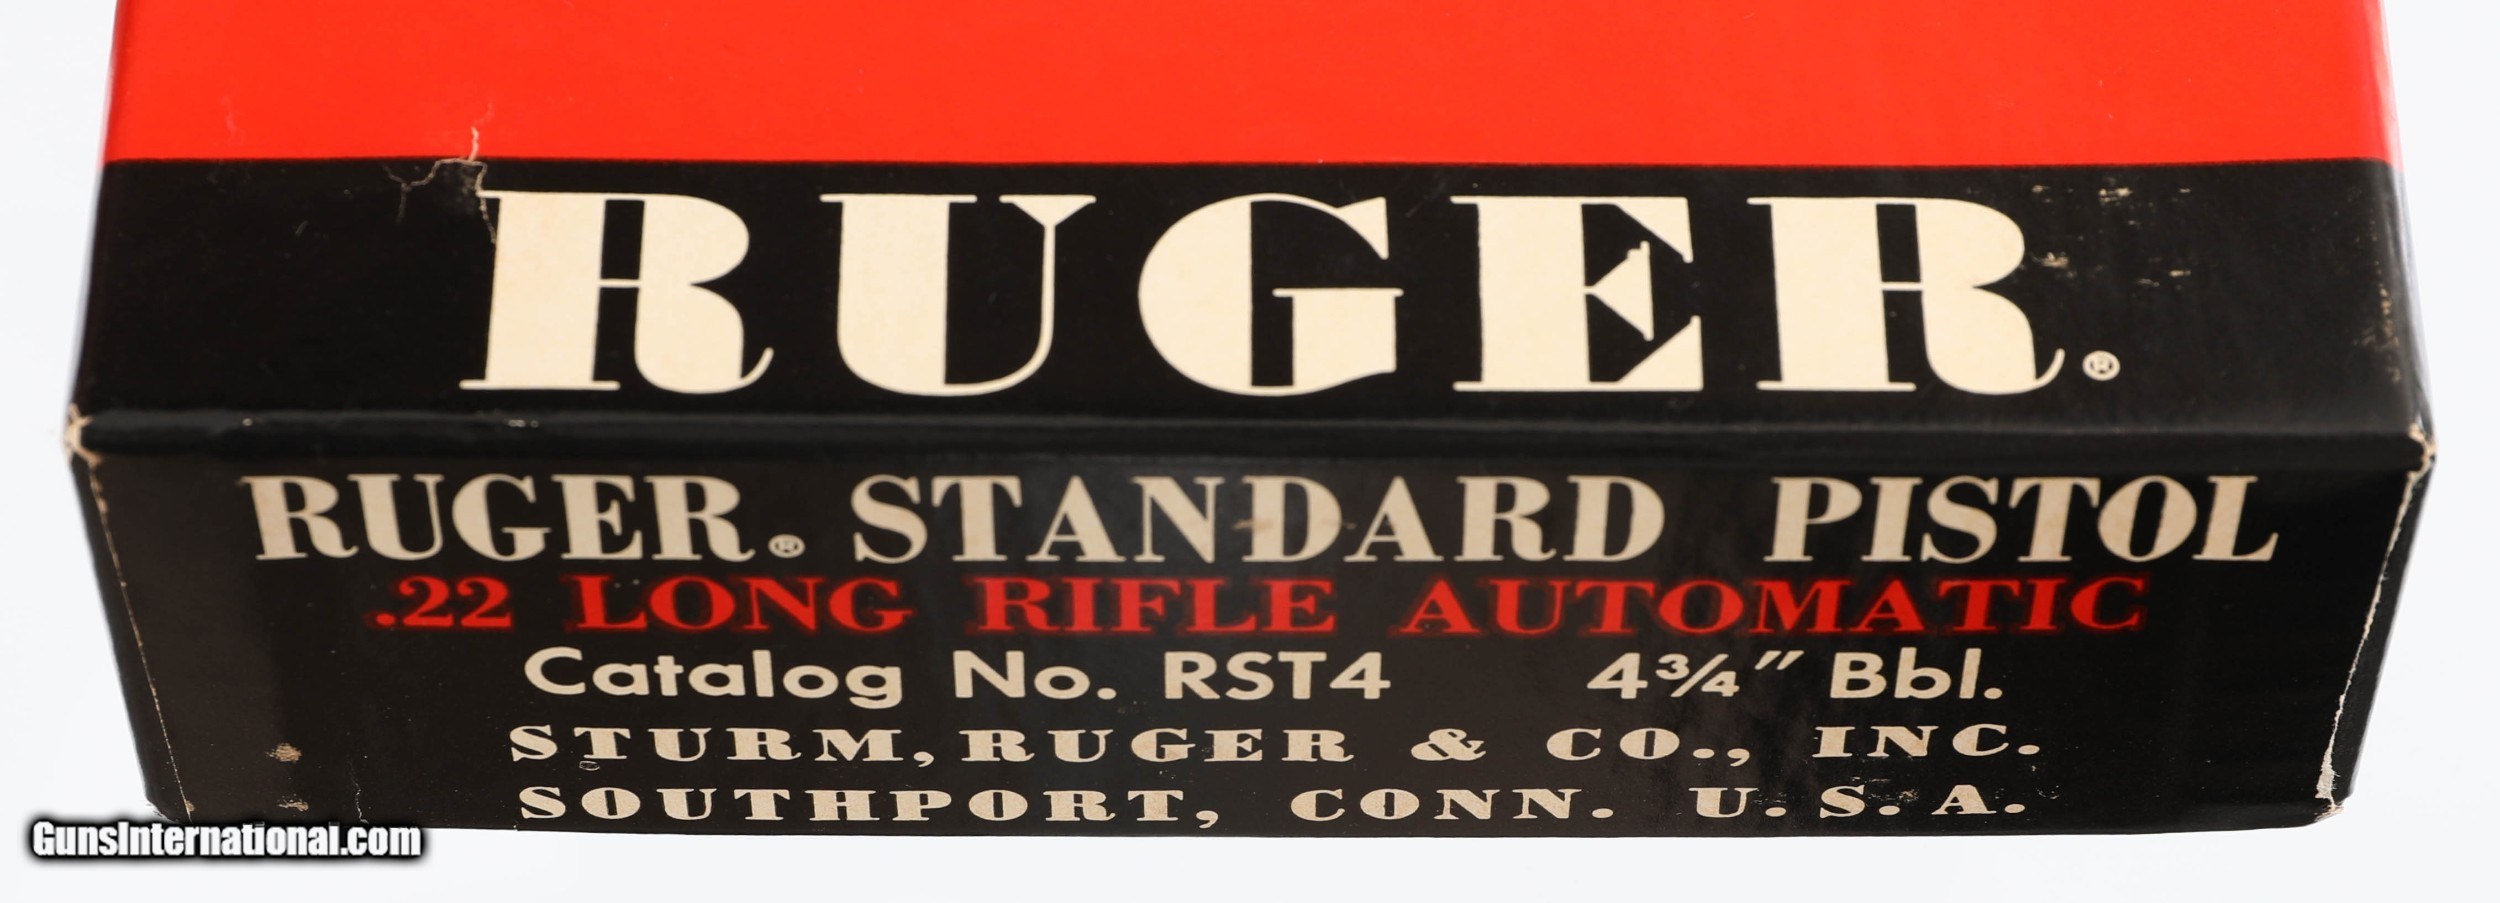 RUGER.®
RUGER.® STANDARD PISTOL
.22 LONG RIFLE AUTOMATIC
Catalog No. RST4 4¾″ Bbl.
STURM, RUGER & CO., INC.
SOUTHPORT, CONN. U. S. A.
GunsInternational.com